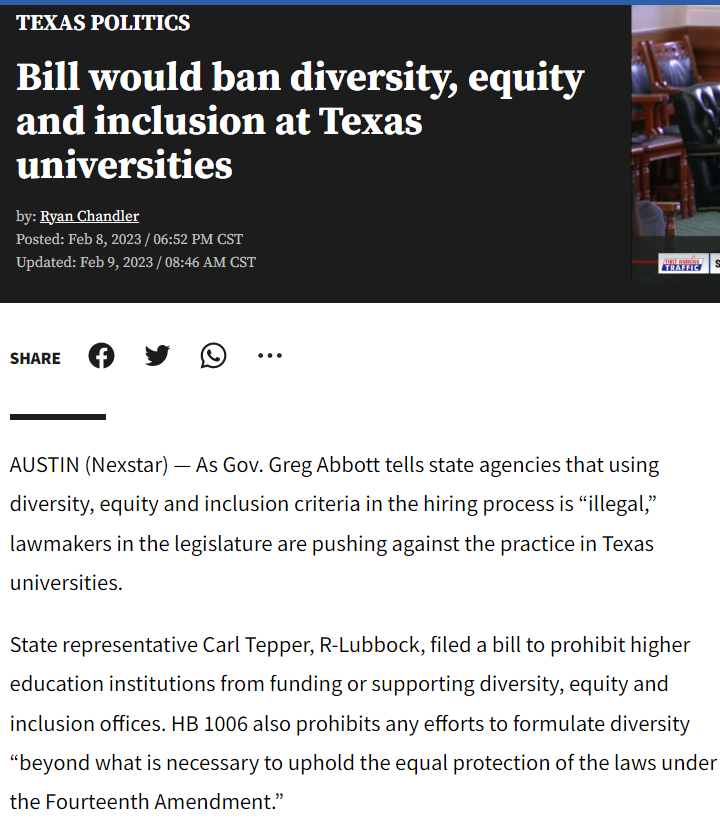 TEXAS POLITICS
Bill would ban diversity, equity
and inclusion at Texas
universities
by: Ryan Chandler
Posted: Feb 8, 2023 / 06:52 PM CST
Updated: Feb 9, 2023 / 08:46 AM CST
FIRST WARNING
TRAFFIC
S
SHARE
AUSTIN (Nexstar) — As Gov. Greg Abbott tells state agencies that using
diversity, equity and inclusion criteria in the hiring process is “illegal,”
lawmakers in the legislature are pushing against the practice in Texas
universities.
State representative Carl Tepper, R-Lubbock, filed a bill to prohibit higher
education institutions from funding or supporting diversity, equity and
inclusion offices. HB 1006 also prohibits any efforts to formulate diversity
“beyond what is necessary to uphold the equal protection of the laws under
the Fourteenth Amendment.”